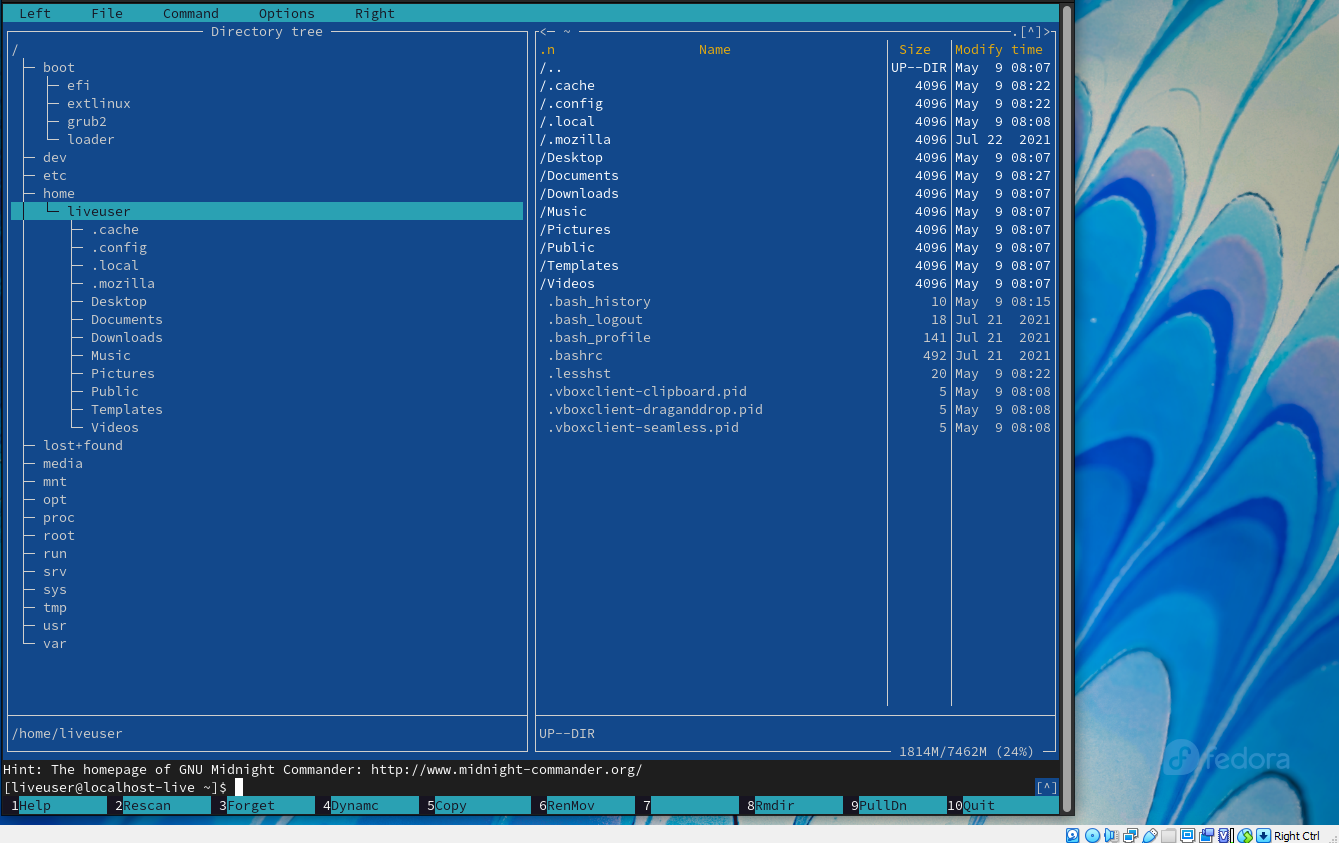 Left File Command Options Right
Directory tree
/
boot
efi
extlinux
grub2
loader
dev
etc
home
liveuser
.cache
.config
.local
.mozilla
Desktop
Documents
Downloads
Music
Pictures
Public
Templates
Videos
lost+found
media
mnt
opt
proc
root
run
srv
sys
tmp
usr
var
/home/liveuser
<─ ~ .[^]>
.n Name Size Modify time
/.. UP--DIR May 9 08:07
/.cache 4096 May 9 08:22
/.config 4096 May 9 08:22
/.local 4096 May 9 08:08
/.mozilla 4096 Jul 22 2021
/Desktop 4096 May 9 08:07
/Documents 4096 May 9 08:27
/Downloads 4096 May 9 08:07
/Music 4096 May 9 08:07
/Pictures 4096 May 9 08:07
/Public 4096 May 9 08:07
/Templates 4096 May 9 08:07
/Videos 4096 May 9 08:07
.bash_history 10 May 9 08:15
.bash_logout 18 Jul 21 2021
.bash_profile 141 Jul 21 2021
.bashrc 492 Jul 21 2021
.lesshst 20 May 9 08:22
.vboxclient-clipboard.pid 5 May 9 08:08
.vboxclient-draganddrop.pid 5 May 9 08:08
.vboxclient-seamless.pid 5 May 9 08:08
UP--DIR
1814M/7462M (24%)
Hint: The homepage of GNU Midnight Commander: http://www.midnight-commander.org/
[liveuser@localhost-live ~]$ [^]
1Help 2Rescan 3Forget 4Dynamc 5Copy 6RenMov 7 8Rmdir 9PullDn 10Quit
fedora
Right Ctrl